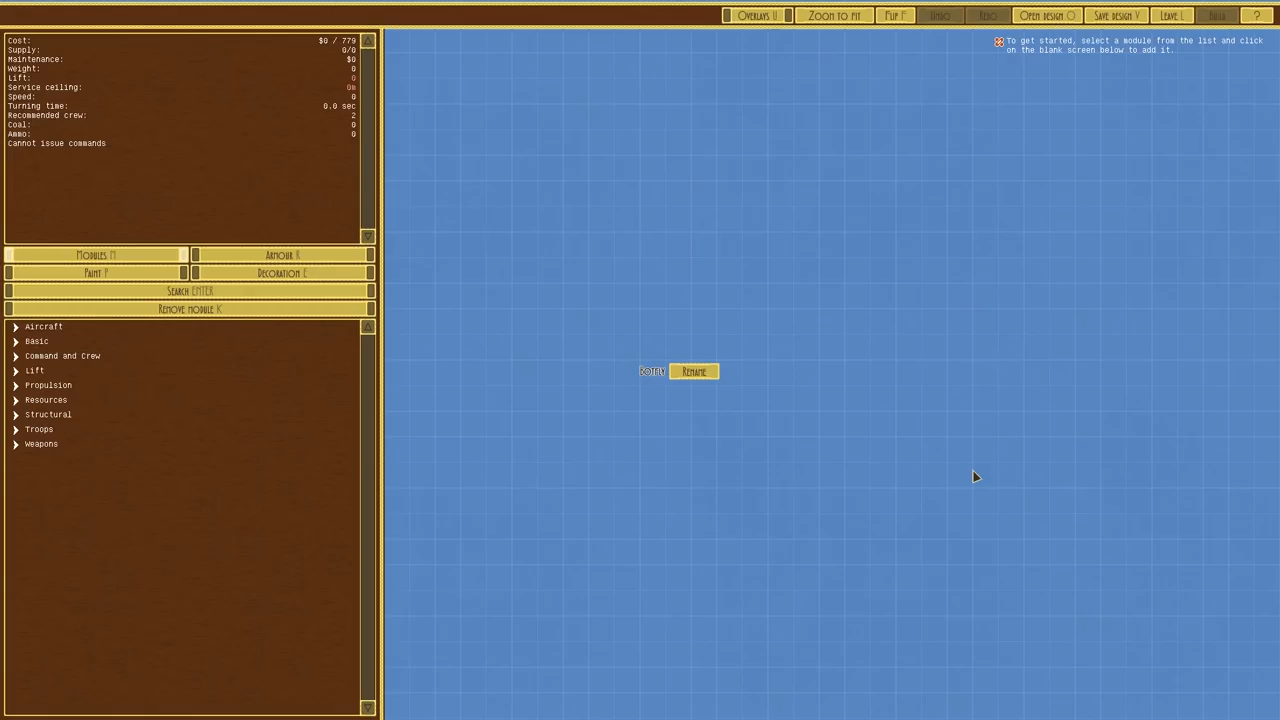 OVERLAYS U ZOOM TO FIT FLIP F UNDO REDO OPEN DESIGN O SAVE DESIGN V LEAVE L BUILD ?
To get started, select a module from the list and click
on the blank screen below to add it.
Cost: $0 / 779
Supply: 0/0
Maintenance: $0
Weight: 0
Lift: 0
Service ceiling: 0m
Speed: 0
Turning time: 0.0 sec
Recommended crew: 2
Coal: 0
Ammo: 0
Cannot issue commands
MODULES M ARMOUR R
PAINT P DECORATION E
SEARCH ENTER
REMOVE MODULE K
Aircraft
Basic
Command and Crew
Lift
Propulsion
Resources
Structural
Troops
Weapons
BOTFLY RENAME